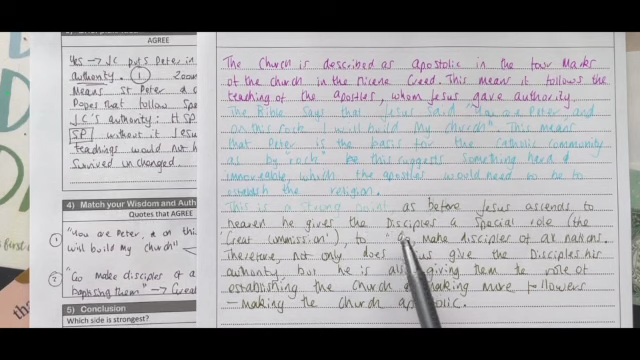 AGREE
Yes → JC puts Peter in
authority. ①
Means St Peter &
Popes that follow
JC's authority:
SP without it Jesus
teachings would not
survived in changed.
④ Match your Wisdom and Auth
Quotes that agree
① "You are Peter, & on this
will build my church"
② "Go make disciples of a
baptising them" →
⑤ Conclusion
Which side is strongest?
The Church is described as apostolic in the four Marks
of the church in the Nicene Creed. This means it follows the
teaching of the apostles, whom Jesus gave authority.
The Bible says that Jesus said "You are Peter, and
on this rock I will build my church". This means
that Peter is the basis for the Catholic community
as by "rock" be this suggests something hard &
immoveable, which the apostles would need to be to
establish the religion.
This is a strong point, as before Jesus ascends to
heaven he gives the Disciples a special role (the
'Great Commission'), to "Go make disciples of all nations.
Therefore, not only does give the Disciples his
authority, but he is also giving them the role of
establishing the Church & making more followers
– making the Church apostolic.